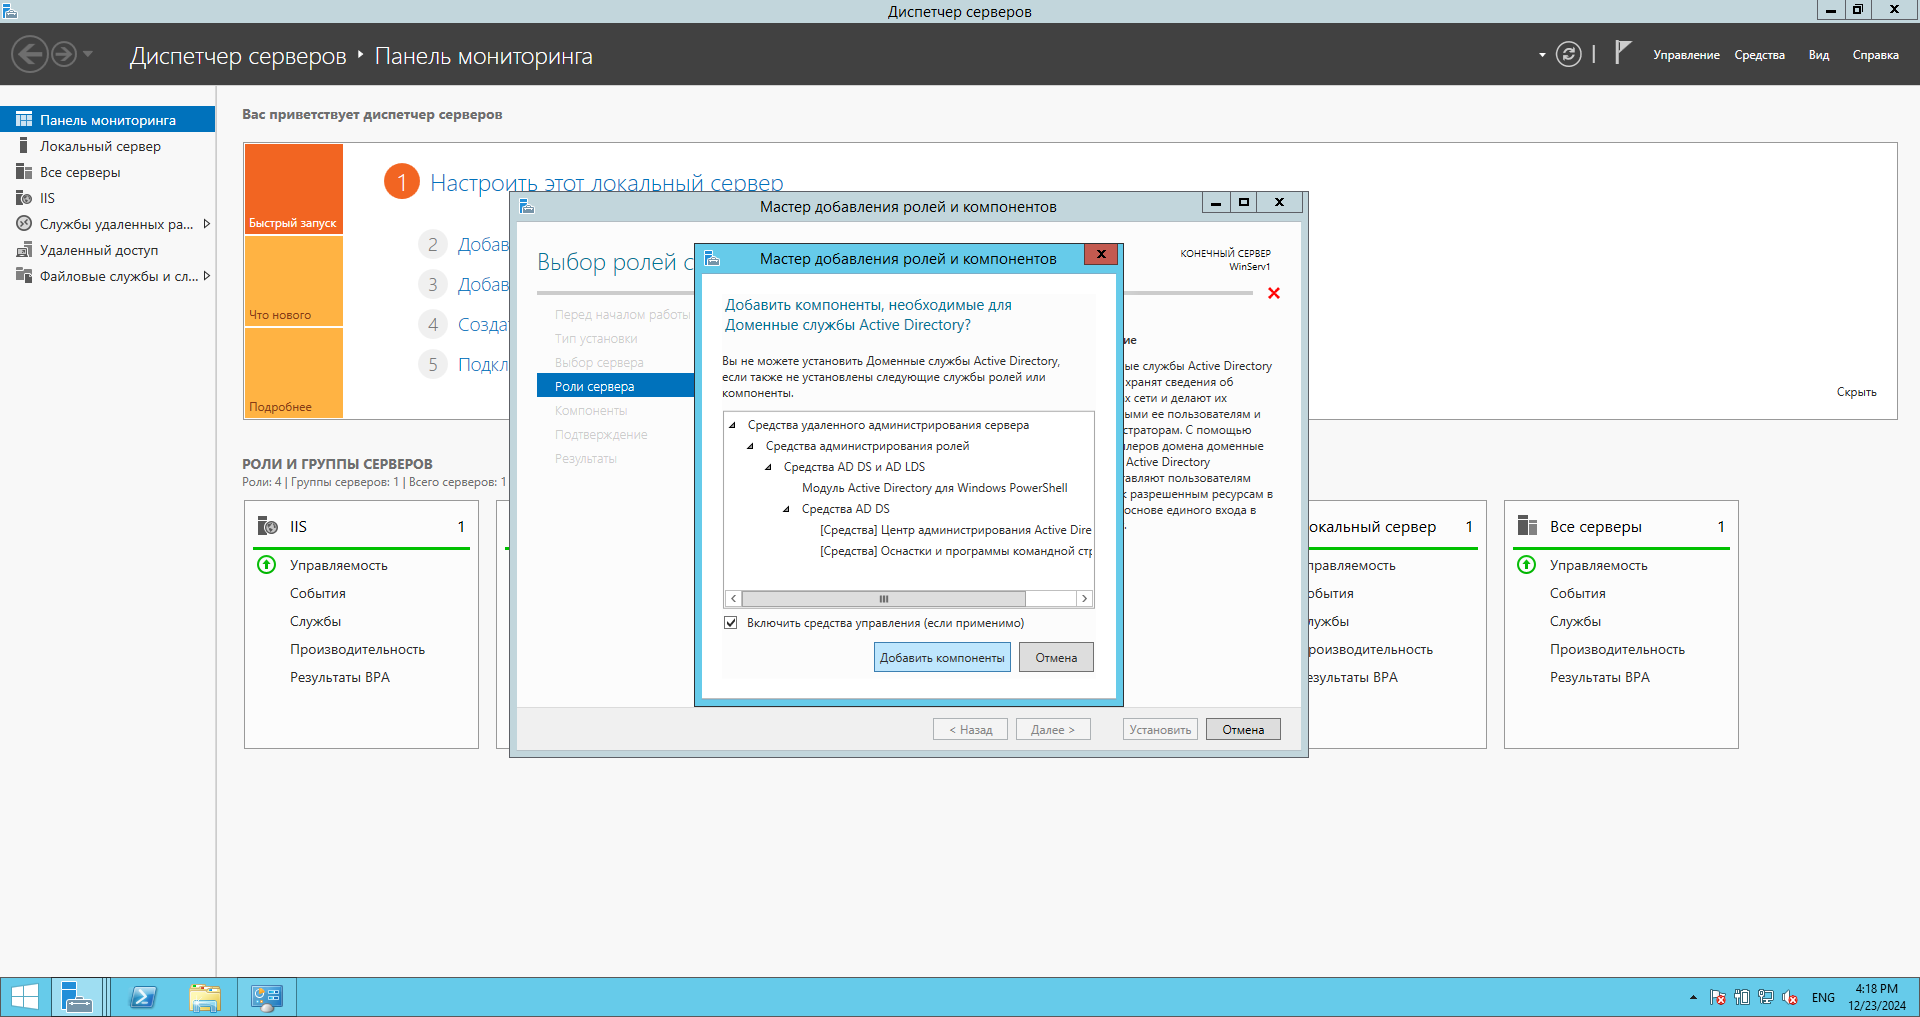 Диспетчер серверов
Диспетчер серверов ‣ Панель мониторинга
Управление
Средства
Вид
Справка
Панель мониторинга
Локальный сервер
Все серверы
IIS
Службы удаленных ра...
Удаленный доступ
Файловые службы и сл...
Вас приветствует диспетчер серверов
Быстрый запуск
Что нового
Подробнее
1 Настроить этот локальный сервер
2 Добав
3 Добав
4 Созда
5 Подкл
Скрыть
РОЛИ И ГРУППЫ СЕРВЕРОВ
Роли: 4 | Группы серверов: 1 | Всего серверов: 1
IIS 1
Управляемость
События
Службы
Производительность
Результаты BPA
Мастер добавления ролей и компонентов
Выбор ролей с
КОНЕЧНЫЙ СЕРВЕР
WinServ1
Перед началом работы
Тип установки
Выбор сервера
Роли сервера
Компоненты
Подтверждение
Результаты
ие
ые службы Active Directory
хранят сведения об
х сети и делают их
ыми ее пользователям и
страторам. С помощью
ллеров домена доменные
Active Directory
тавляют пользователям
к разрешенным ресурсам в
основе единого входа в
.
< Назад
Далее >
Установить
Отмена
Мастер добавления ролей и компонентов
Добавить компоненты, необходимые для
Доменные службы Active Directory?
Вы не можете установить Доменные службы Active Directory,
если также не установлены следующие службы ролей или
компоненты.
Средства удаленного администрирования сервера
Средства администрирования ролей
Средства AD DS и AD LDS
Модуль Active Directory для Windows PowerShell
Средства AD DS
[Средства] Центр администрирования Active Dire
[Средства] Оснастки и программы командной стр
Включить средства управления (если применимо)
Добавить компоненты
Отмена
окальный сервер 1
правляемость
обытия
лужбы
роизводительность
езультаты BPA
Все серверы 1
Управляемость
События
Службы
Производительность
Результаты BPA
ENG
4:18 PM
12/23/2024